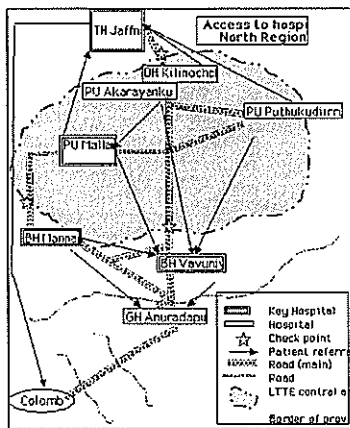 Access to hospi
North Region
TH Jaffn
DH Kilinoche
PU Akarayanku
PU Puthukudiirr
PU Malla
BH Manna
BH Vavuniy
GH Anuradapu
Colomb
Key Hospital
Hospital
Check point
Patient referr
Road (main)
Road
LTTE control a
Border of prov